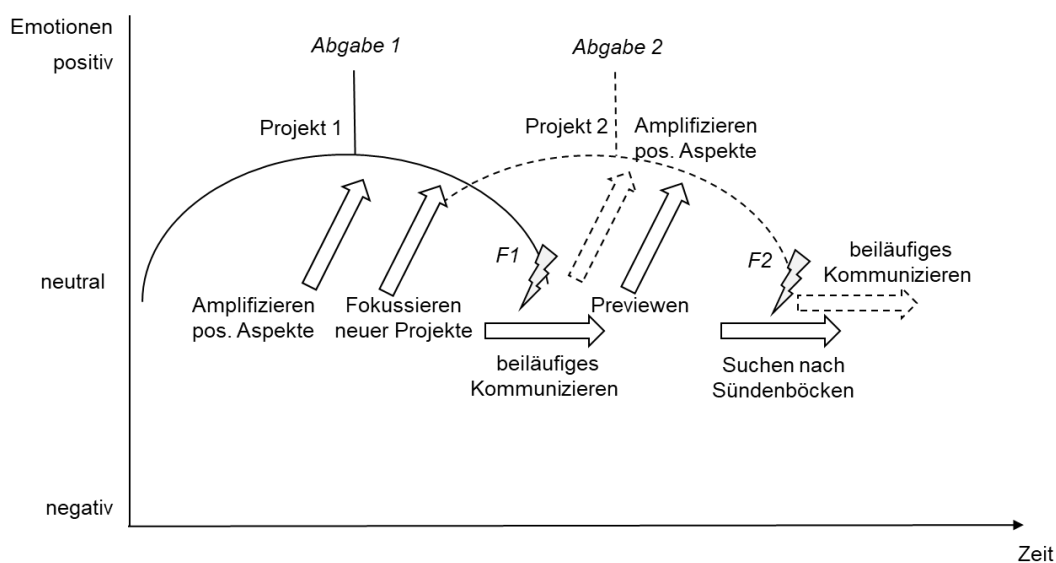 Emotionen
positiv
Abgabe 1
Abgabe 2
Projekt 1
Projekt 2
Amplifizieren
pos. Aspekte
neutral
F1
F2
beiläufiges
Kommunizieren
Amplifizieren
pos. Aspekte
Fokussieren
neuer Projekte
Previewen
beiläufiges
Kommunizieren
Suchen nach
Sündenböcken
negativ
Zeit